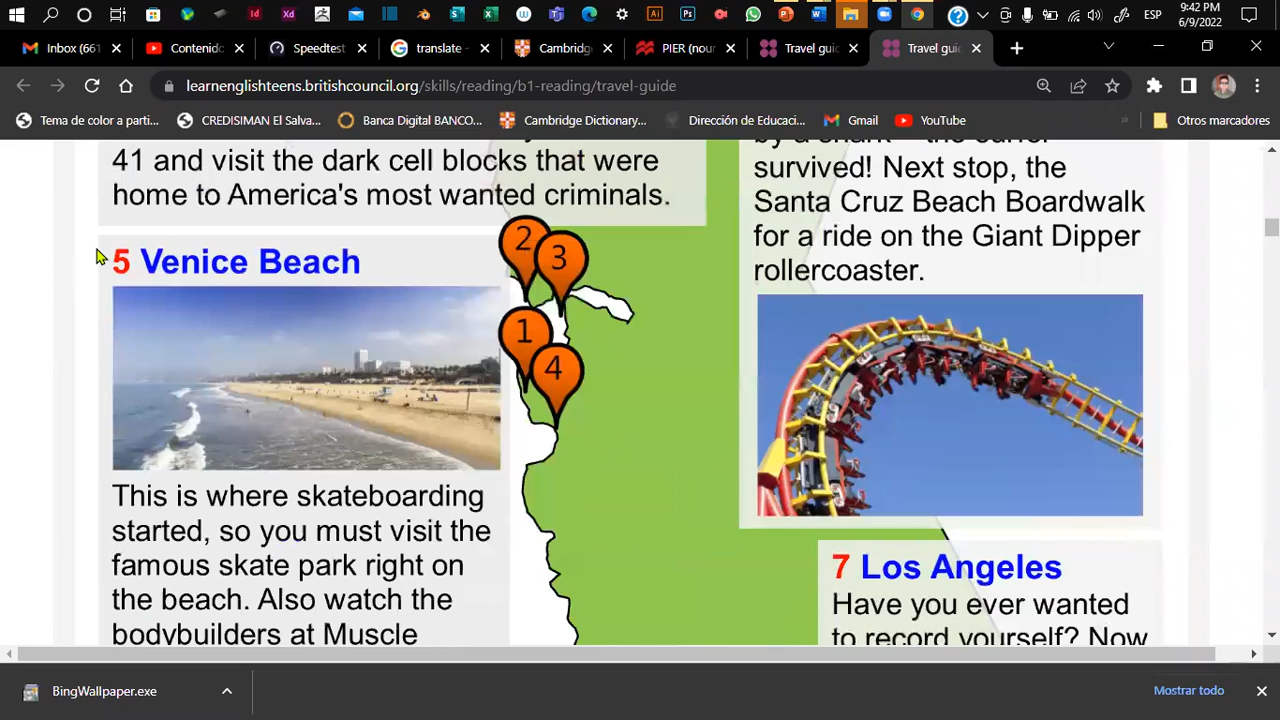 9:42 PM
ESP
6/9/2022
Inbox (661
Contenido
Speedtest
translate -
Cambridge
PIER (noun
Travel guid
Travel guid
learnenglishteens.britishcouncil.org/skills/reading/b1-reading/travel-guide
Tema de color a parti...
CREDISIMAN El Salva...
Banca Digital BANCO...
Cambridge Dictionary...
Dirección de Educaci...
Gmail
YouTube
Otros marcadores
41 and visit the dark cell blocks that were
home to America's most wanted criminals.
survived! Next stop, the
Santa Cruz Beach Boardwalk
for a ride on the Giant Dipper
rollercoaster.
5 Venice Beach
2
3
1
4
This is where skateboarding
started, so you must visit the
famous skate park right on
the beach. Also watch the
bodybuilders at Muscle
7 Los Angeles
Have you ever wanted
to record yourself? Now
BingWallpaper.exe
Mostrar todo